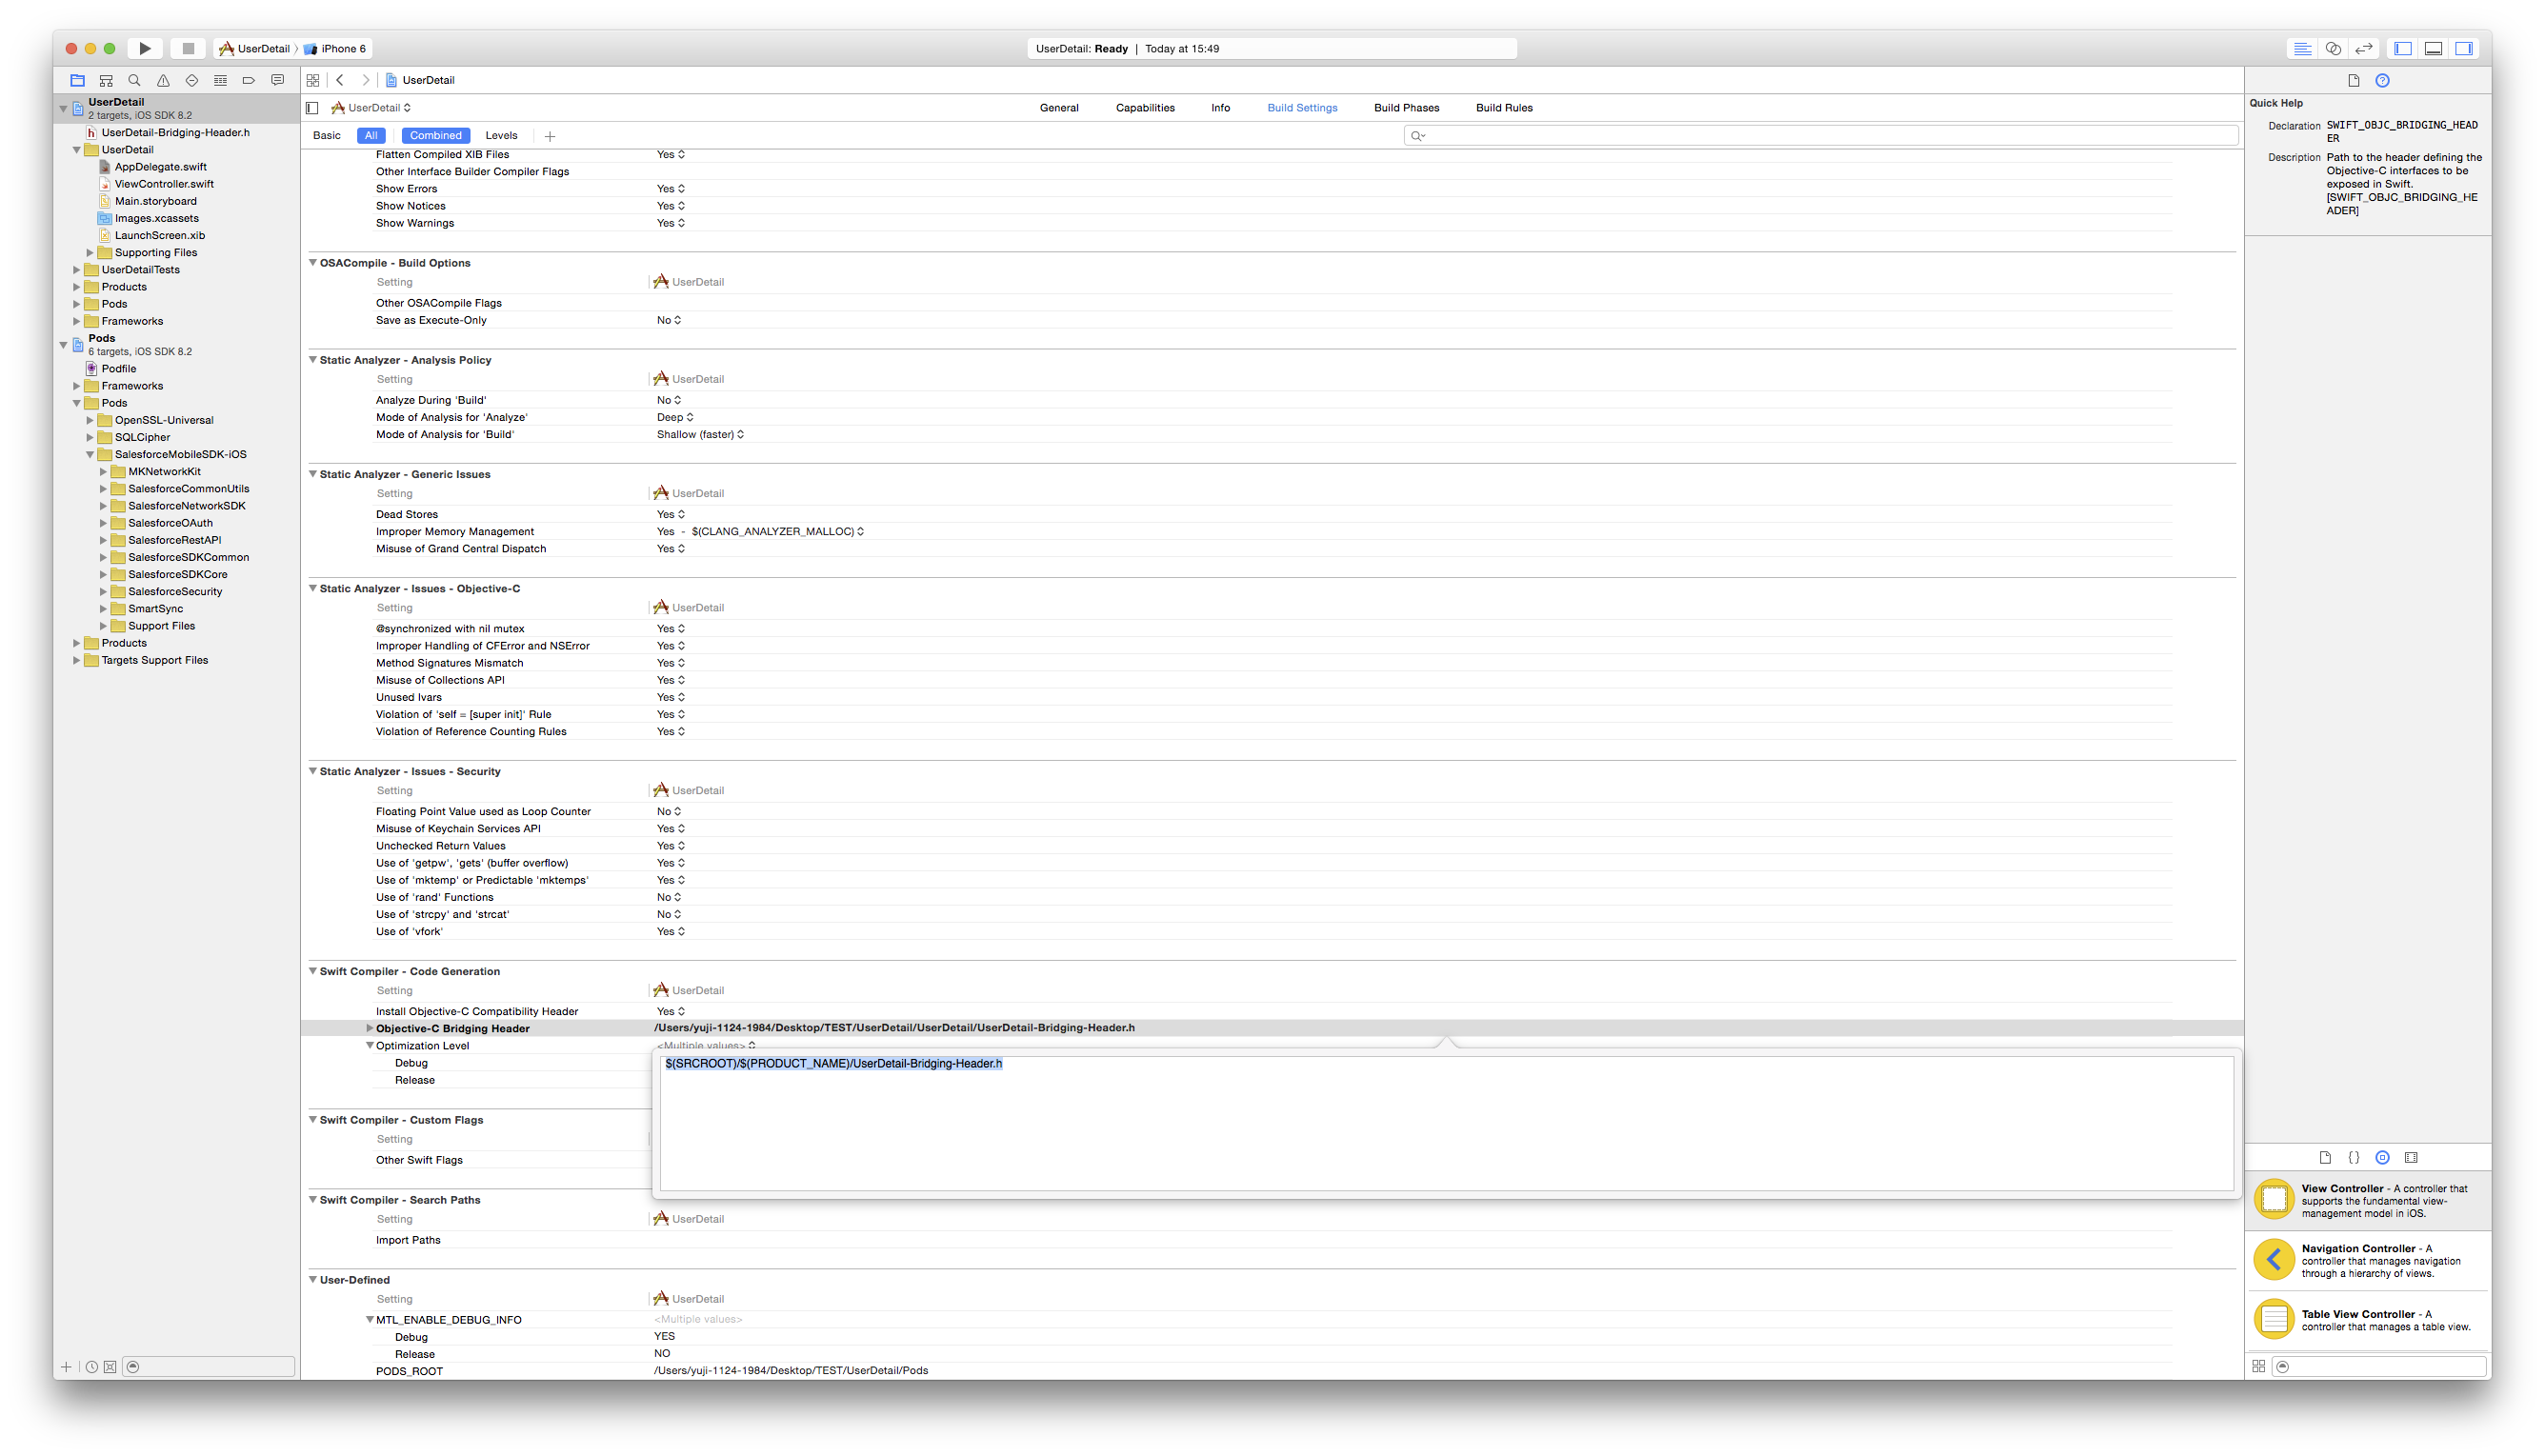 UserDetail
iPhone 6
UserDetail: Ready | Today at 15:49
UserDetail
2 targets, iOS SDK 8.2
UserDetail-Bridging-Header.h
UserDetail
AppDelegate.swift
ViewController.swift
Main.storyboard
Images.xcassets
LaunchScreen.xib
Supporting Files
UserDetailTests
Products
Pods
Frameworks
Pods
6 targets, iOS SDK 8.2
Podfile
Frameworks
Pods
OpenSSL-Universal
SQLCipher
SalesforceMobileSDK-iOS
MKNetworkKit
SalesforceCommonUtils
SalesforceNetworkSDK
SalesforceOAuth
SalesforceRestAPI
SalesforceSDKCommon
SalesforceSDKCore
SalesforceSecurity
SmartSync
Support Files
Products
Targets Support Files
UserDetail
UserDetail
General Capabilities Info Build Settings Build Phases Build Rules
Basic All Combined Levels
Flatten Compiled XIB Files Yes
Other Interface Builder Compiler Flags
Show Errors Yes
Show Notices Yes
Show Warnings Yes
OSACompile - Build Options
Setting UserDetail
Other OSACompile Flags
Save as Execute-Only No
Static Analyzer - Analysis Policy
Setting UserDetail
Analyze During 'Build' No
Mode of Analysis for 'Analyze' Deep
Mode of Analysis for 'Build' Shallow (faster)
Static Analyzer - Generic Issues
Setting UserDetail
Dead Stores Yes
Improper Memory Management Yes - $(CLANG_ANALYZER_MALLOC)
Misuse of Grand Central Dispatch Yes
Static Analyzer - Issues - Objective-C
Setting UserDetail
@synchronized with nil mutex Yes
Improper Handling of CFError and NSError Yes
Method Signatures Mismatch Yes
Misuse of Collections API Yes
Unused Ivars Yes
Violation of 'self = [super init]' Rule Yes
Violation of Reference Counting Rules Yes
Static Analyzer - Issues - Security
Setting UserDetail
Floating Point Value used as Loop Counter No
Misuse of Keychain Services API Yes
Unchecked Return Values Yes
Use of 'getpw', 'gets' (buffer overflow) Yes
Use of 'mktemp' or Predictable 'mktemps' Yes
Use of 'rand' Functions No
Use of 'strcpy' and 'strcat' No
Use of 'vfork' Yes
Swift Compiler - Code Generation
Setting UserDetail
Install Objective-C Compatibility Header Yes
Objective-C Bridging Header /Users/yuji-1124-1984/Desktop/TEST/UserDetail/UserDetail/UserDetail-Bridging-Header.h
Optimization Level <Multiple values>
Debug
Release
$(SRCROOT)/$(PRODUCT_NAME)/UserDetail-Bridging-Header.h
Swift Compiler - Custom Flags
Setting
Other Swift Flags
Swift Compiler - Search Paths
Setting UserDetail
Import Paths
User-Defined
Setting UserDetail
MTL_ENABLE_DEBUG_INFO <Multiple values>
Debug YES
Release NO
PODS_ROOT /Users/yuji-1124-1984/Desktop/TEST/UserDetail/Pods
Quick Help
Declaration SWIFT_OBJC_BRIDGING_HEAD
ER
Description Path to the header defining the
Objective-C interfaces to be
exposed in Swift.
[SWIFT_OBJC_BRIDGING_HE
ADER]
{}
View Controller - A controller that
supports the fundamental view-
management model in iOS.
Navigation Controller - A
controller that manages navigation
through a hierarchy of views.
Table View Controller - A
controller that manages a table view.